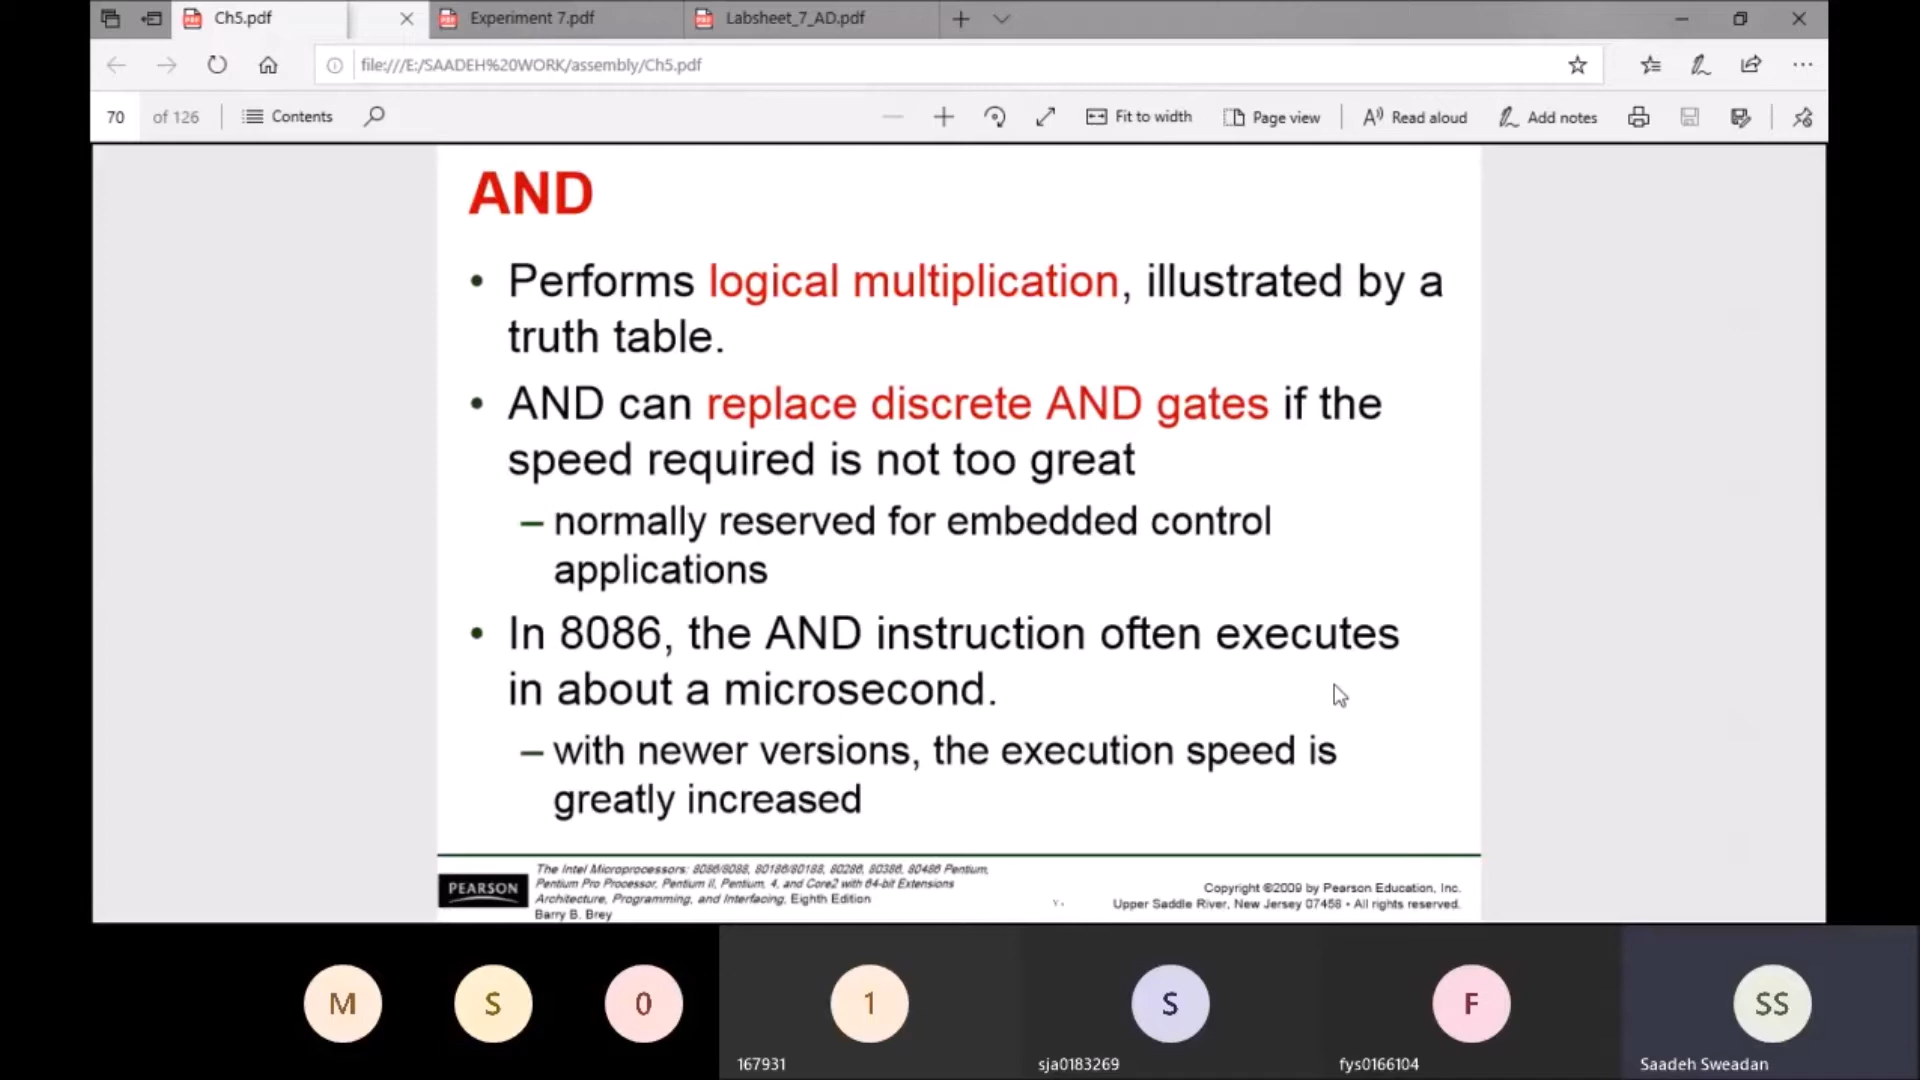 Ch5.pdf
Experiment 7.pdf
Labsheet_7_AD.pdf
file:///E:/SAADEH%20WORK/assembly/Ch5.pdf
70 of 126
Contents
Fit to width
Page view
Read aloud
Add notes
AND
• Performs logical multiplication, illustrated by a
truth table.
• AND can replace discrete AND gates if the
speed required is not too great
– normally reserved for embedded control
applications
• In 8086, the AND instruction often executes
in about a microsecond.
– with newer versions, the execution speed is
greatly increased
PEARSON
The Intel Microprocessors: 8086/8088, 80186/80188, 80286, 80386, 80486 Pentium,
Pentium Pro Processor, Pentium II, Pentium, 4, and Core2 with 64-bit Extensions
Architecture, Programming, and Interfacing, Eighth Edition
Barry B. Brey
Copyright ©2009 by Pearson Education, Inc.
Upper Saddle River, New Jersey 07458 • All rights reserved.
M
S
0
1
S
F
SS
167931
sja0183269
fys0166104
Saadeh Sweadan